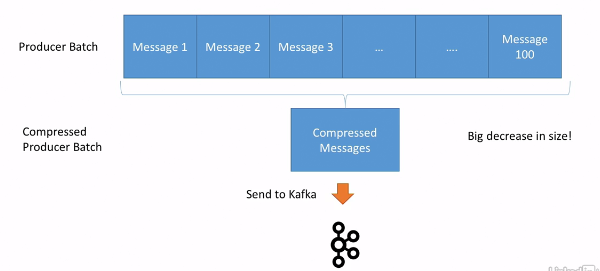 Producer Batch
Message 1
Message 2
Message 3
...
....
Message
100
Compressed
Producer Batch
Compressed
Messages
Big decrease in size!
Send to Kafka